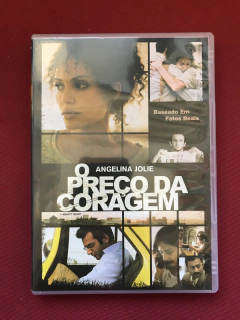 Baseado Em
Fatos Reais
ANGELINA JOLIE
O
PREÇO DA
CORAGEM